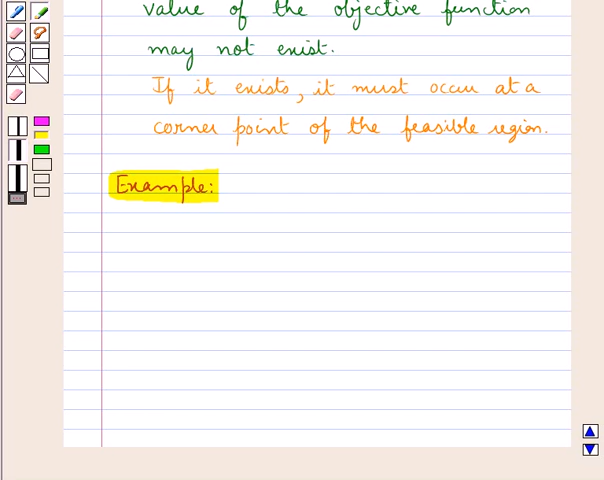 value of the objective function
may not exist.
If it exists, it must occur at a
corner point of the feasible region.
Example: